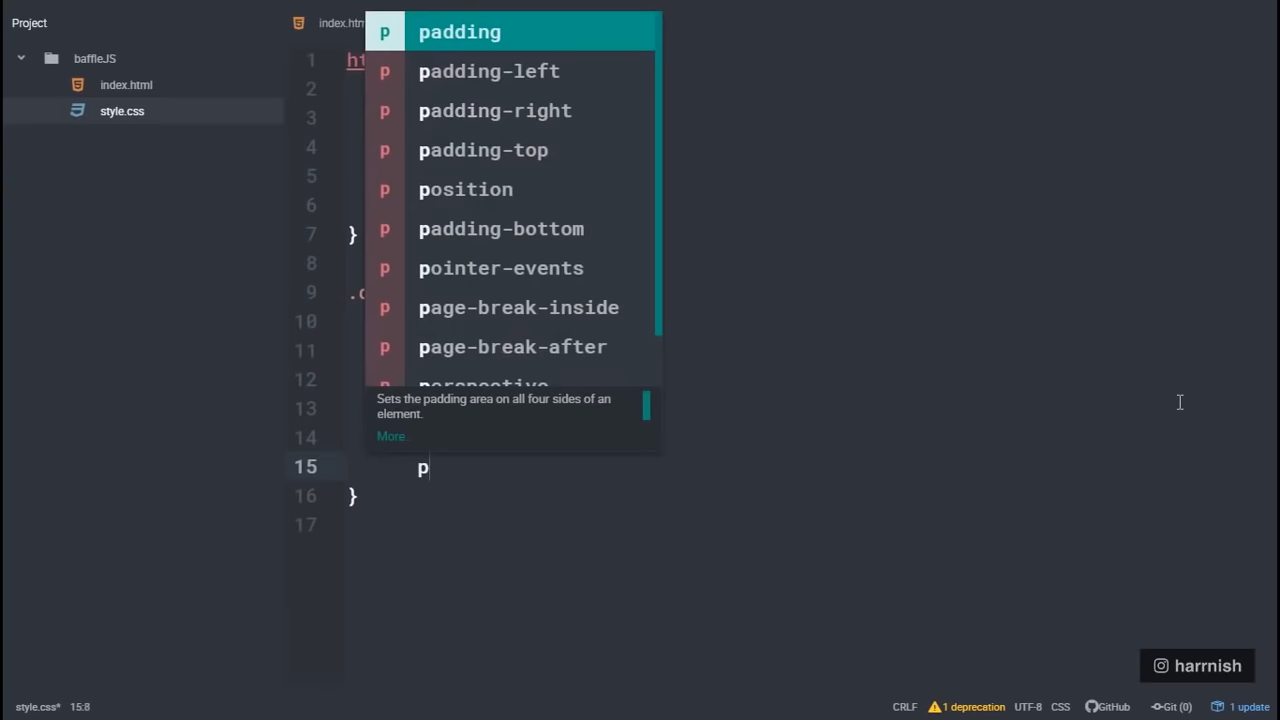 Project
index.htm
baffleJS
index.html
style.css
1
2
3
4
5
6
7 }
8
9
10
11
12
13
14
15 p
16 }
17
p padding
p padding-left
p padding-right
p padding-top
p position
p padding-bottom
p pointer-events
p page-break-inside
p page-break-after
p perspective
Sets the padding area on all four sides of an
element.
More..
harrnish
style.css* 15:8 CRLF 1 deprecation UTF-8 CSS GitHub Git (0) 1 update